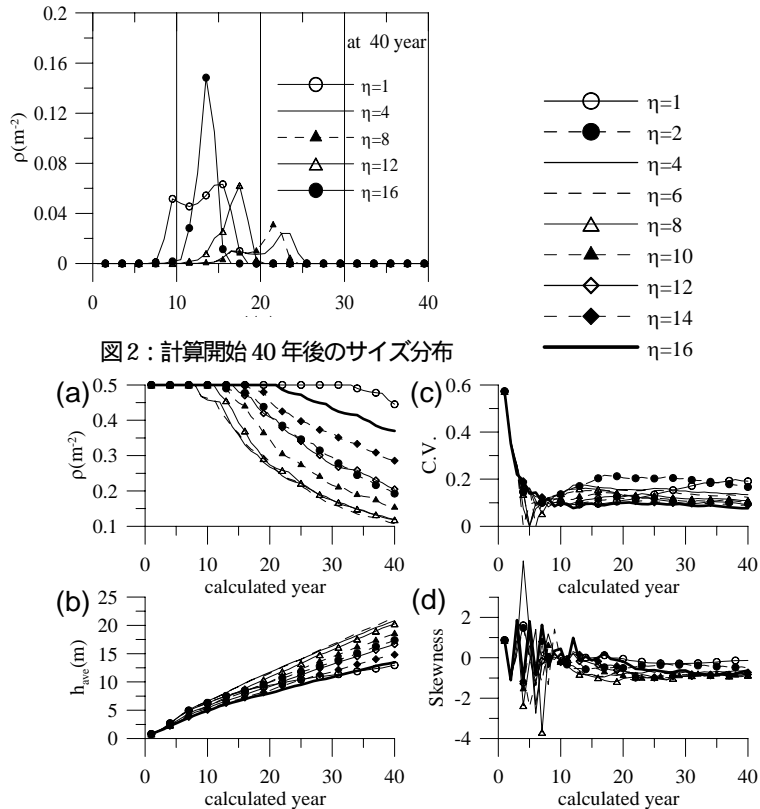 0.2
0.16
0.12
0.08
0.04
0
ρ(m⁻²)
at 40 year
η=1
η=4
η=8
η=12
η=16
0 10 20 30 40
η=1
η=2
η=4
η=6
η=8
η=10
η=12
η=14
η=16
図2：計算開始 40 年後のサイズ分布
(a)
0.5
0.4
0.3
0.2
0.1
ρ(m⁻²)
0 10 20 30 40
calculated year
(c)
0.6
0.4
0.2
0
C.V.
0 10 20 30 40
calculated year
(b)
25
20
15
10
5
0
h_ave(m)
0 10 20 30 40
calculated year
(d)
2
0
-2
-4
Skewness
0 10 20 30 40
calculated year